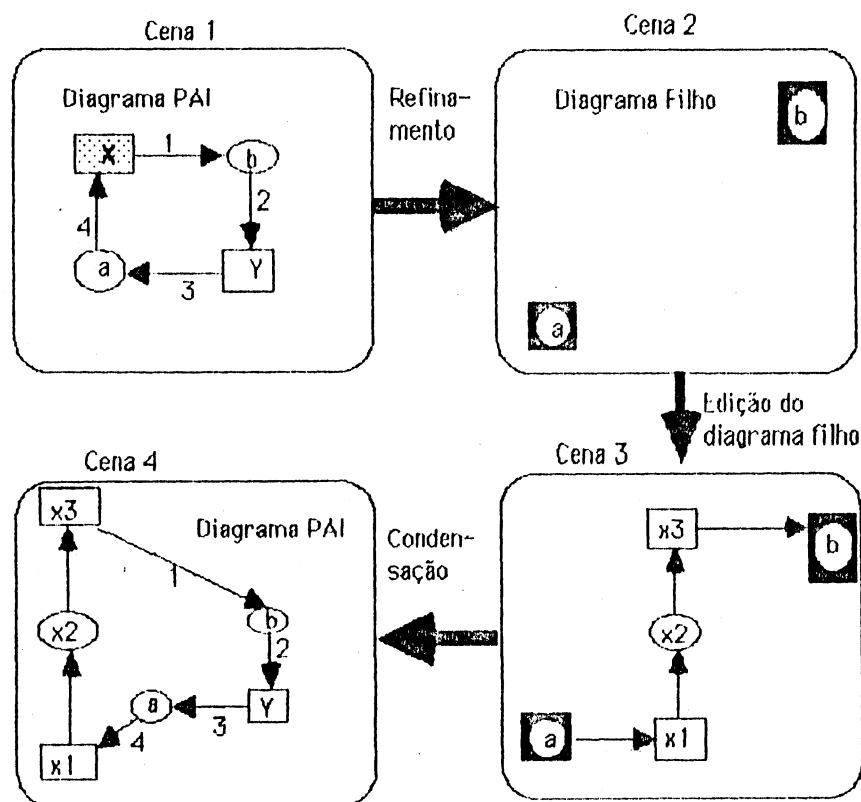 Cena 1
Diagrama PAI
X
1
b
2
Y
3
a
4
Refina-
mento
Cena 2
Diagrama Filho
b
a
Edição do
diagrama filho
Cena 3
x3
b
x2
a
x1
Conden-
sação
Cena 4
x3
Diagrama PAI
1
b
x2
2
a
3
Y
4
x1